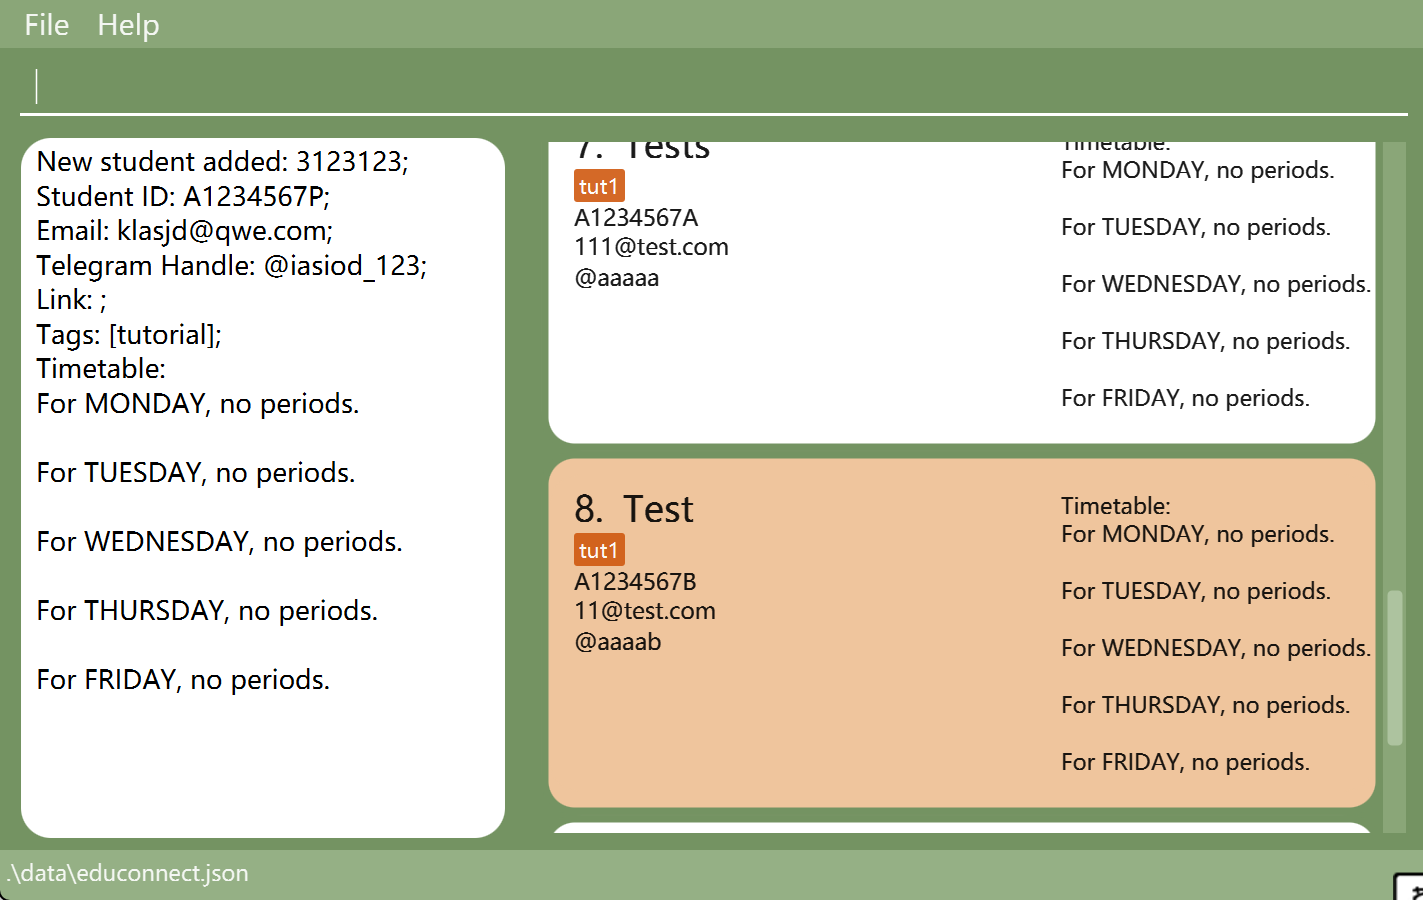 File Help
New student added: 3123123;
Student ID: A1234567P;
Email: klasjd@qwe.com;
Telegram Handle: @iasiod_123;
Link: ;
Tags: [tutorial];
Timetable:
For MONDAY, no periods.
For TUESDAY, no periods.
For WEDNESDAY, no periods.
For THURSDAY, no periods.
For FRIDAY, no periods.
7. Tests
tut1
A1234567A
111@test.com
@aaaaa
Timetable:
For MONDAY, no periods.
For TUESDAY, no periods.
For WEDNESDAY, no periods.
For THURSDAY, no periods.
For FRIDAY, no periods.
8. Test
tut1
A1234567B
11@test.com
@aaaab
Timetable:
For MONDAY, no periods.
For TUESDAY, no periods.
For WEDNESDAY, no periods.
For THURSDAY, no periods.
For FRIDAY, no periods.
.\data\educonnect.json